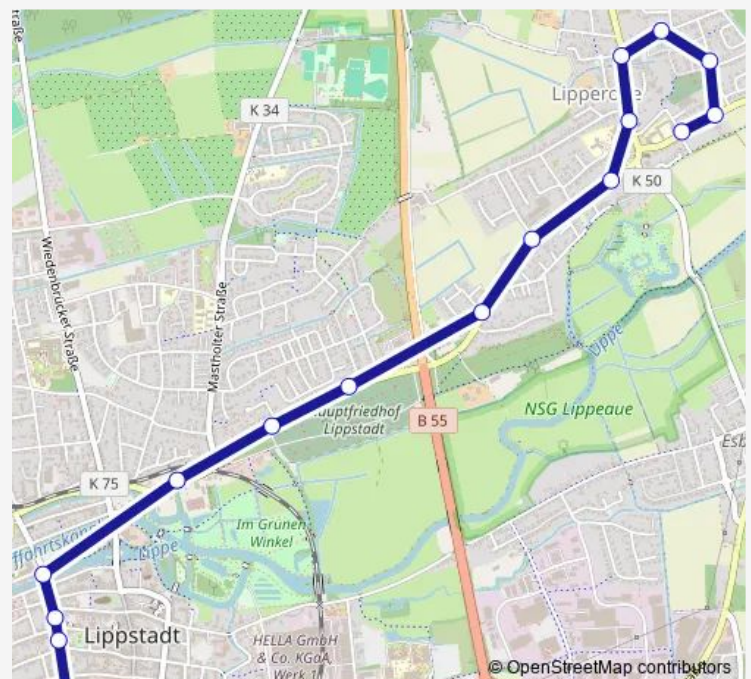 Lipperode
K 34
K 50
Wiedenbrücker Straße
Mastholter Straße
Lippe
Hauptfriedhof
Lippstadt
B 55
NSG Lippeaue
K 75
Im Grünen
Winkel
Lippe
Lippstadt
HELLA GmbH
& Co. KGaA,
Werk 1
© OpenStreetMap contributors